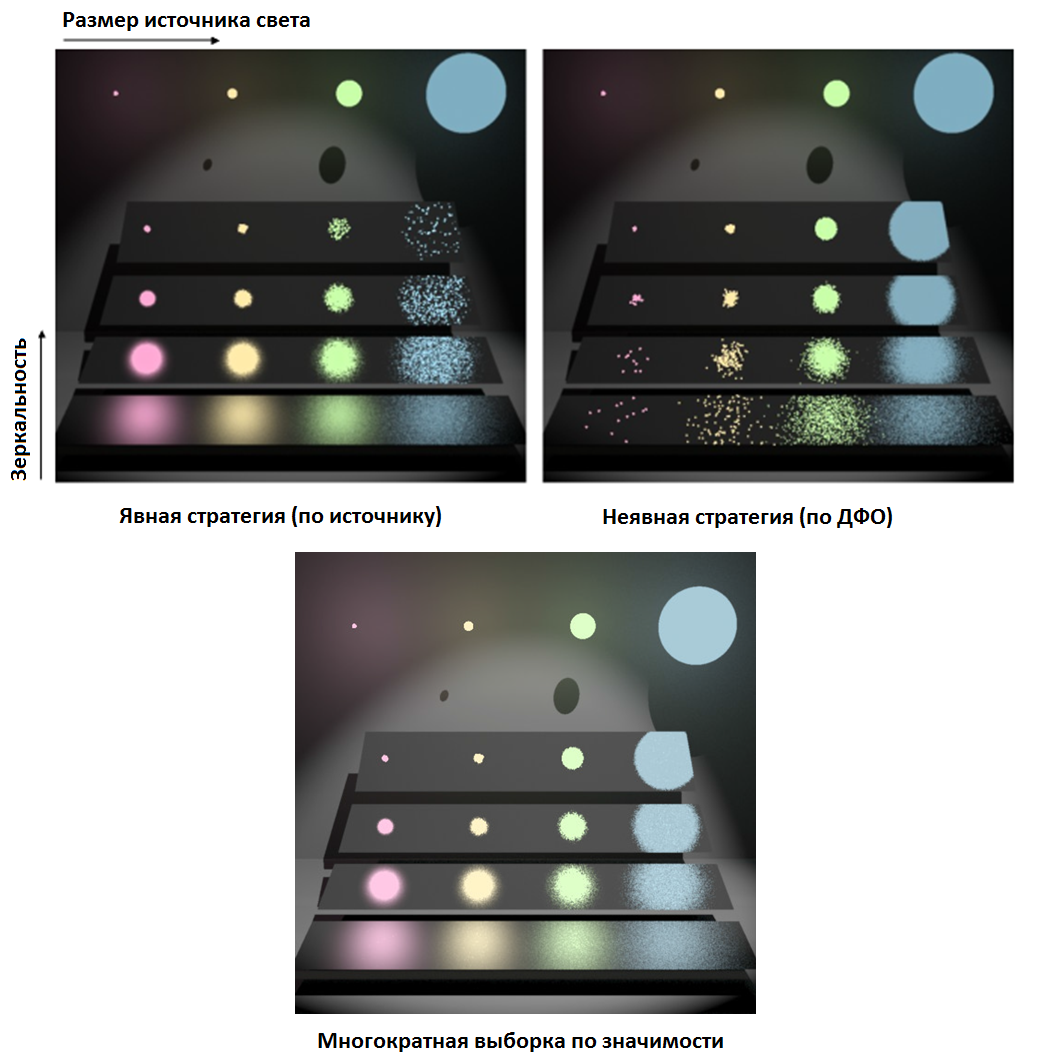 Размер источника света
Зеркальность
Явная стратегия (по источнику)
Неявная стратегия (по ДФО)
Многократная выборка по значимости